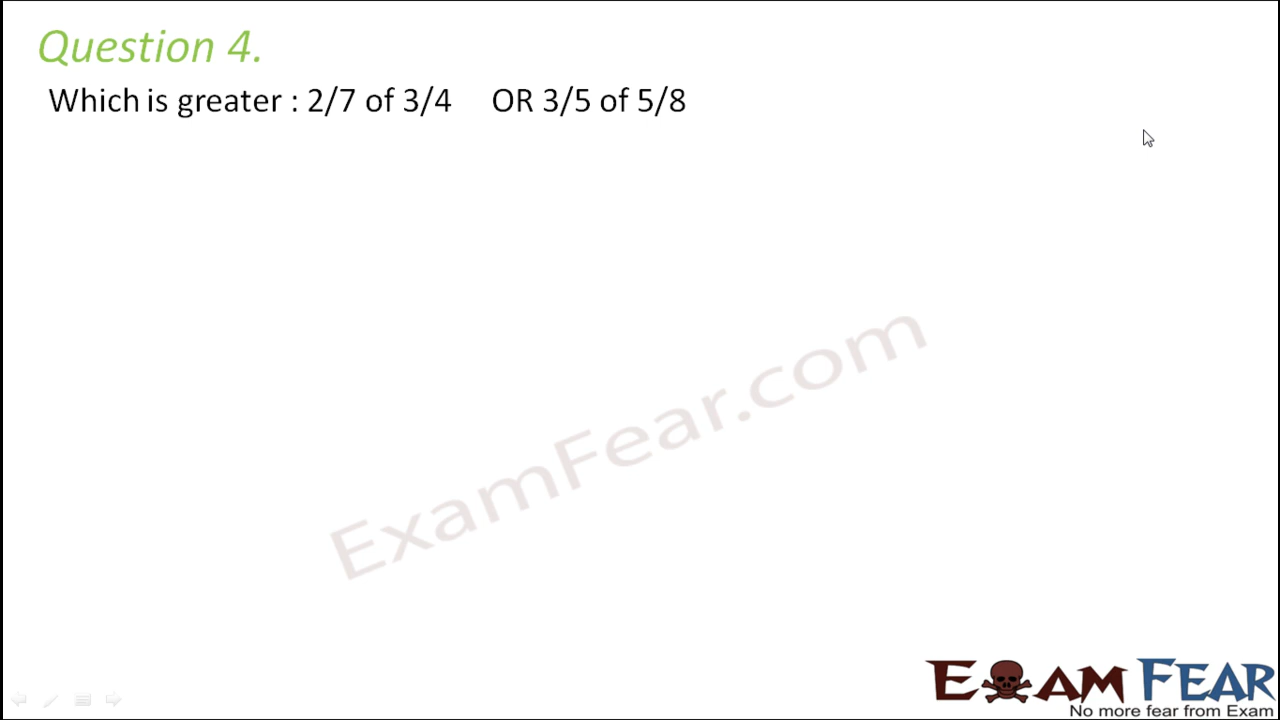 Question 4.
Which is greater : 2/7 of 3/4 OR 3/5 of 5/8
ExamFear.com
EXAM FEAR
No more fear from Exam